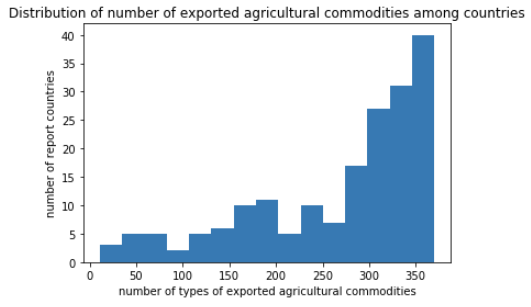 Distribution of number of exported agricultural commodities among countries
number of report countries
40
35
30
25
20
15
10
5
0
0 50 100 150 200 250 300 350
number of types of exported agricultural commodities